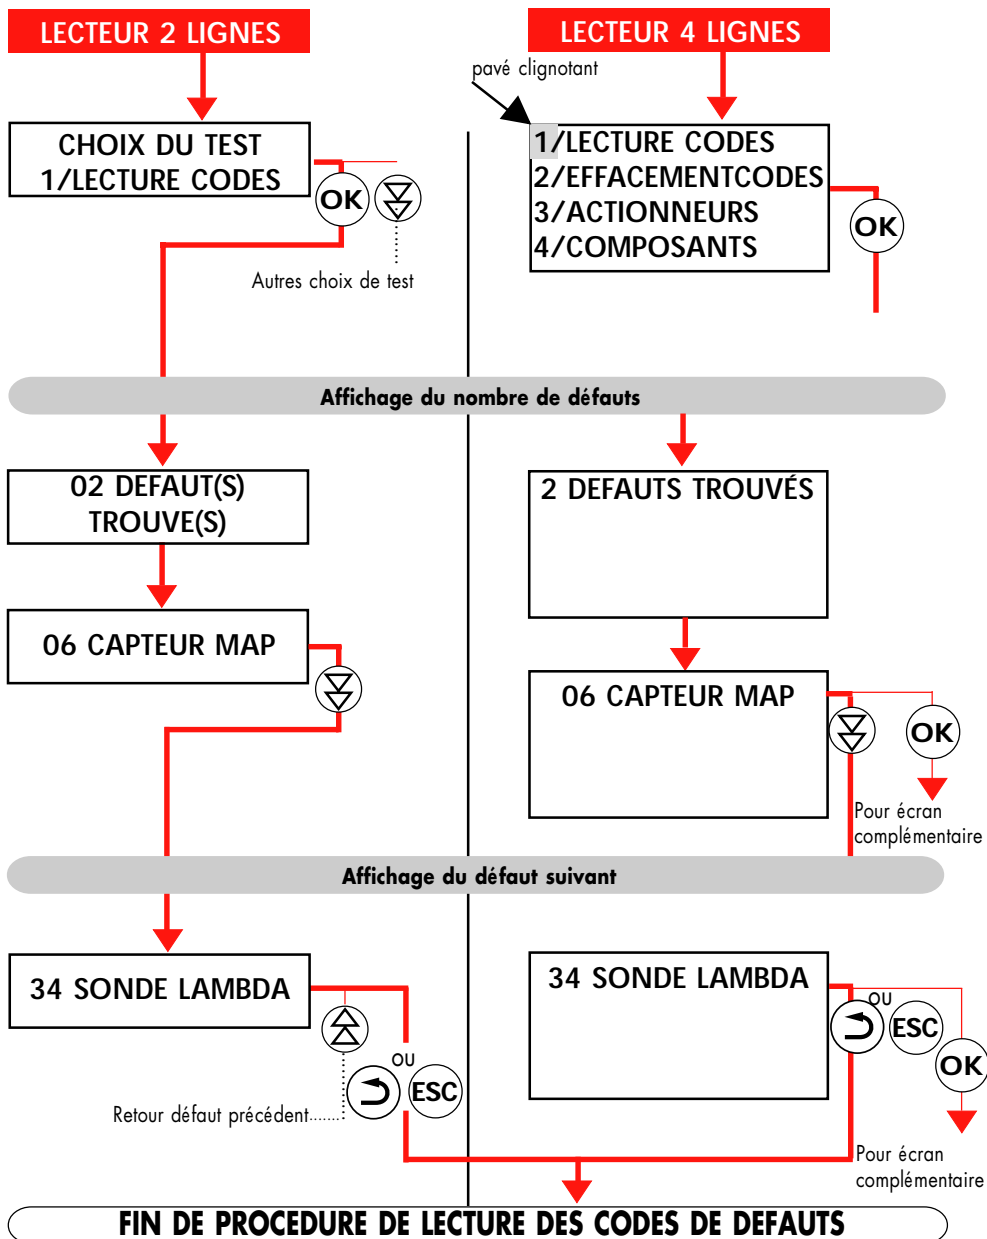 LECTEUR 2 LIGNES
LECTEUR 4 LIGNES
pavé clignotant
CHOIX DU TEST
1/LECTURE CODES
OK
Autres choix de test
1/LECTURE CODES
2/EFFACEMENTCODES
3/ACTIONNEURS
4/COMPOSANTS
OK
Affichage du nombre de défauts
02 DEFAUT(S)
TROUVE(S)
2 DEFAUTS TROUVÉS
06 CAPTEUR MAP
06 CAPTEUR MAP
OK
Pour écran
complémentaire
Affichage du défaut suivant
34 SONDE LAMBDA
OU
ESC
Retour défaut précédent.......
34 SONDE LAMBDA
OU
ESC
OK
Pour écran
complémentaire
FIN DE PROCEDURE DE LECTURE DES CODES DE DEFAUTS